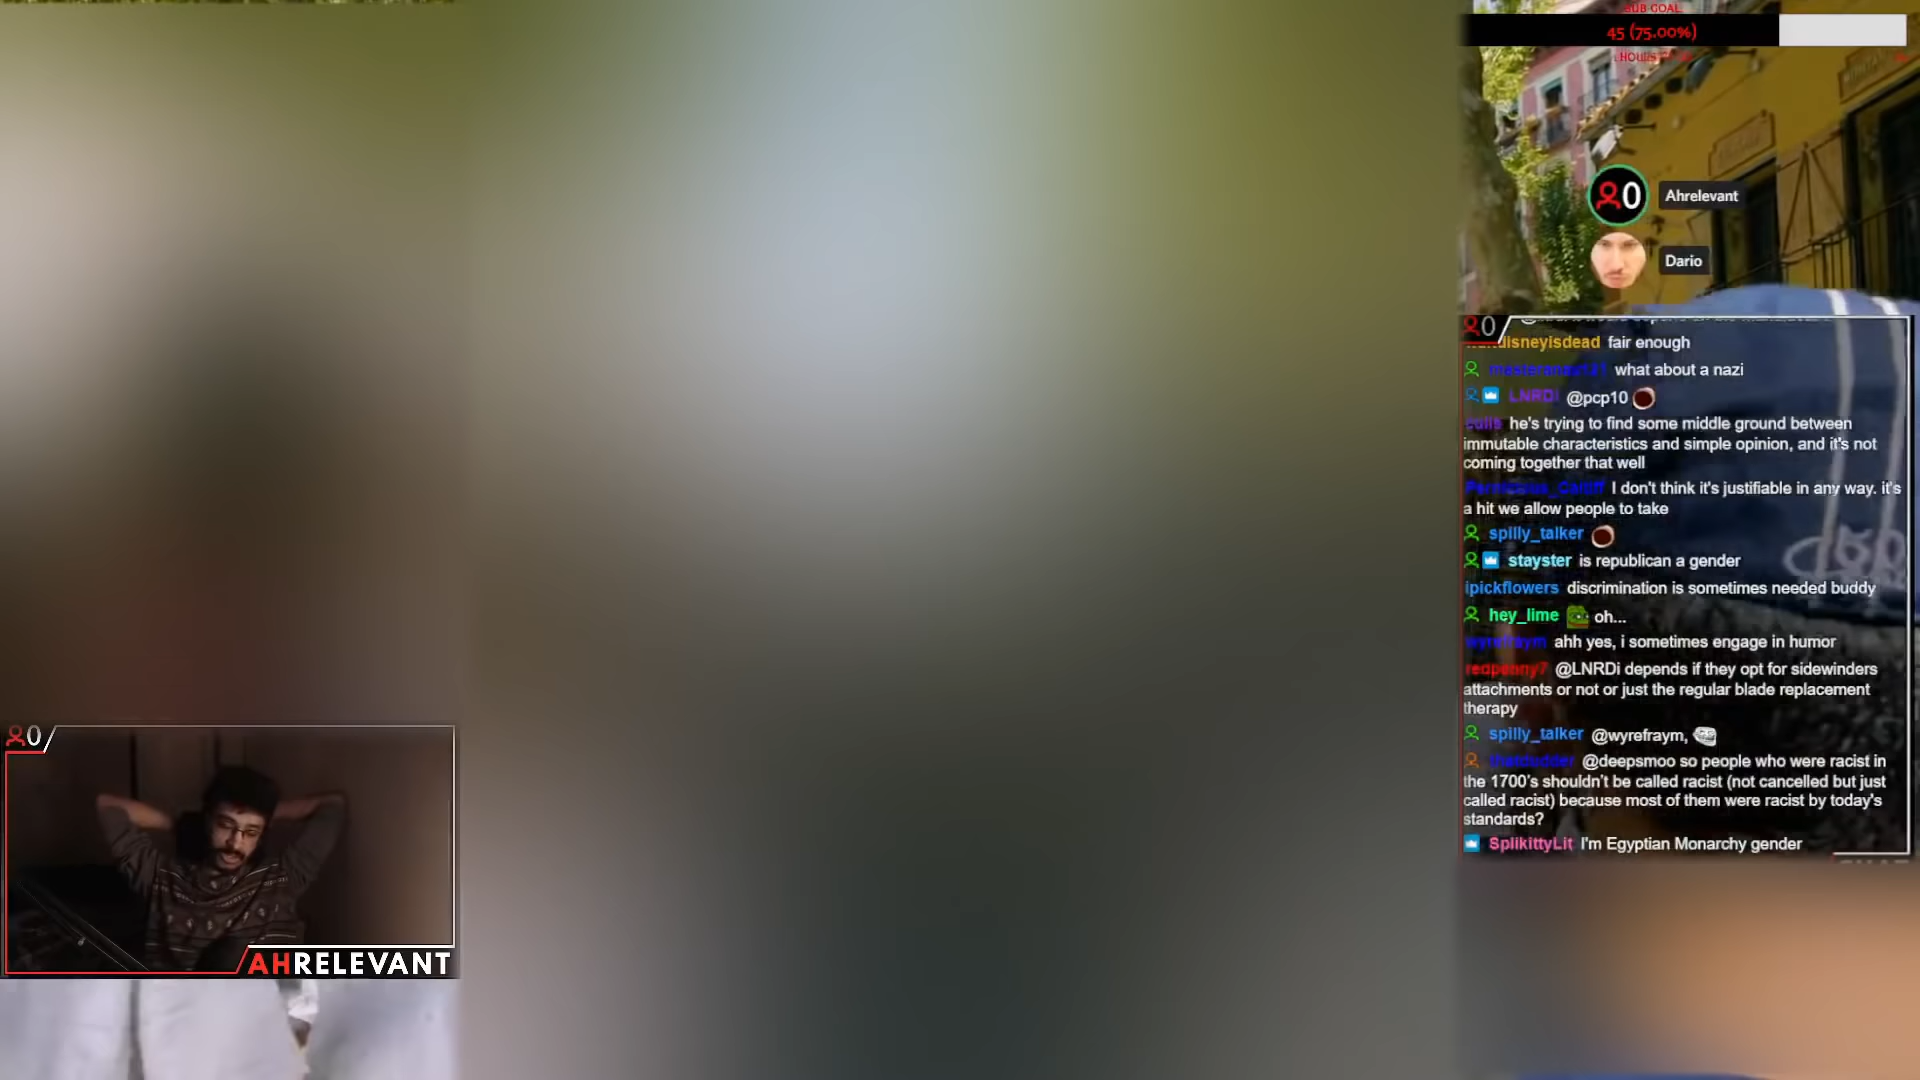 SUB GOAL
45 (75.00%)
Ahrelevant
Dario
disneyisdead fair enough
what about a nazi
LNRDi @pcp10
he's trying to find some middle ground between
immutable characteristics and simple opinion, and it's not
coming together that well
I don't think it's justifiable in any way. it's
a hit we allow people to take
spilly_talker
stayster is republican a gender
ipickflowers discrimination is sometimes needed buddy
hey_lime oh...
wyrefraym ahh yes, i sometimes engage in humor
redpenny7 @LNRDi depends if they opt for sidewinders
attachments or not or just the regular blade replacement
therapy
spilly_talker @wyrefraym,
thatdudder @deepsmoo so people who were racist in
the 1700's shouldn't be called racist (not cancelled but just
called racist) because most of them were racist by today's
standards?
SplikittyLit I'm Egyptian Monarchy gender
AHRELEVANT